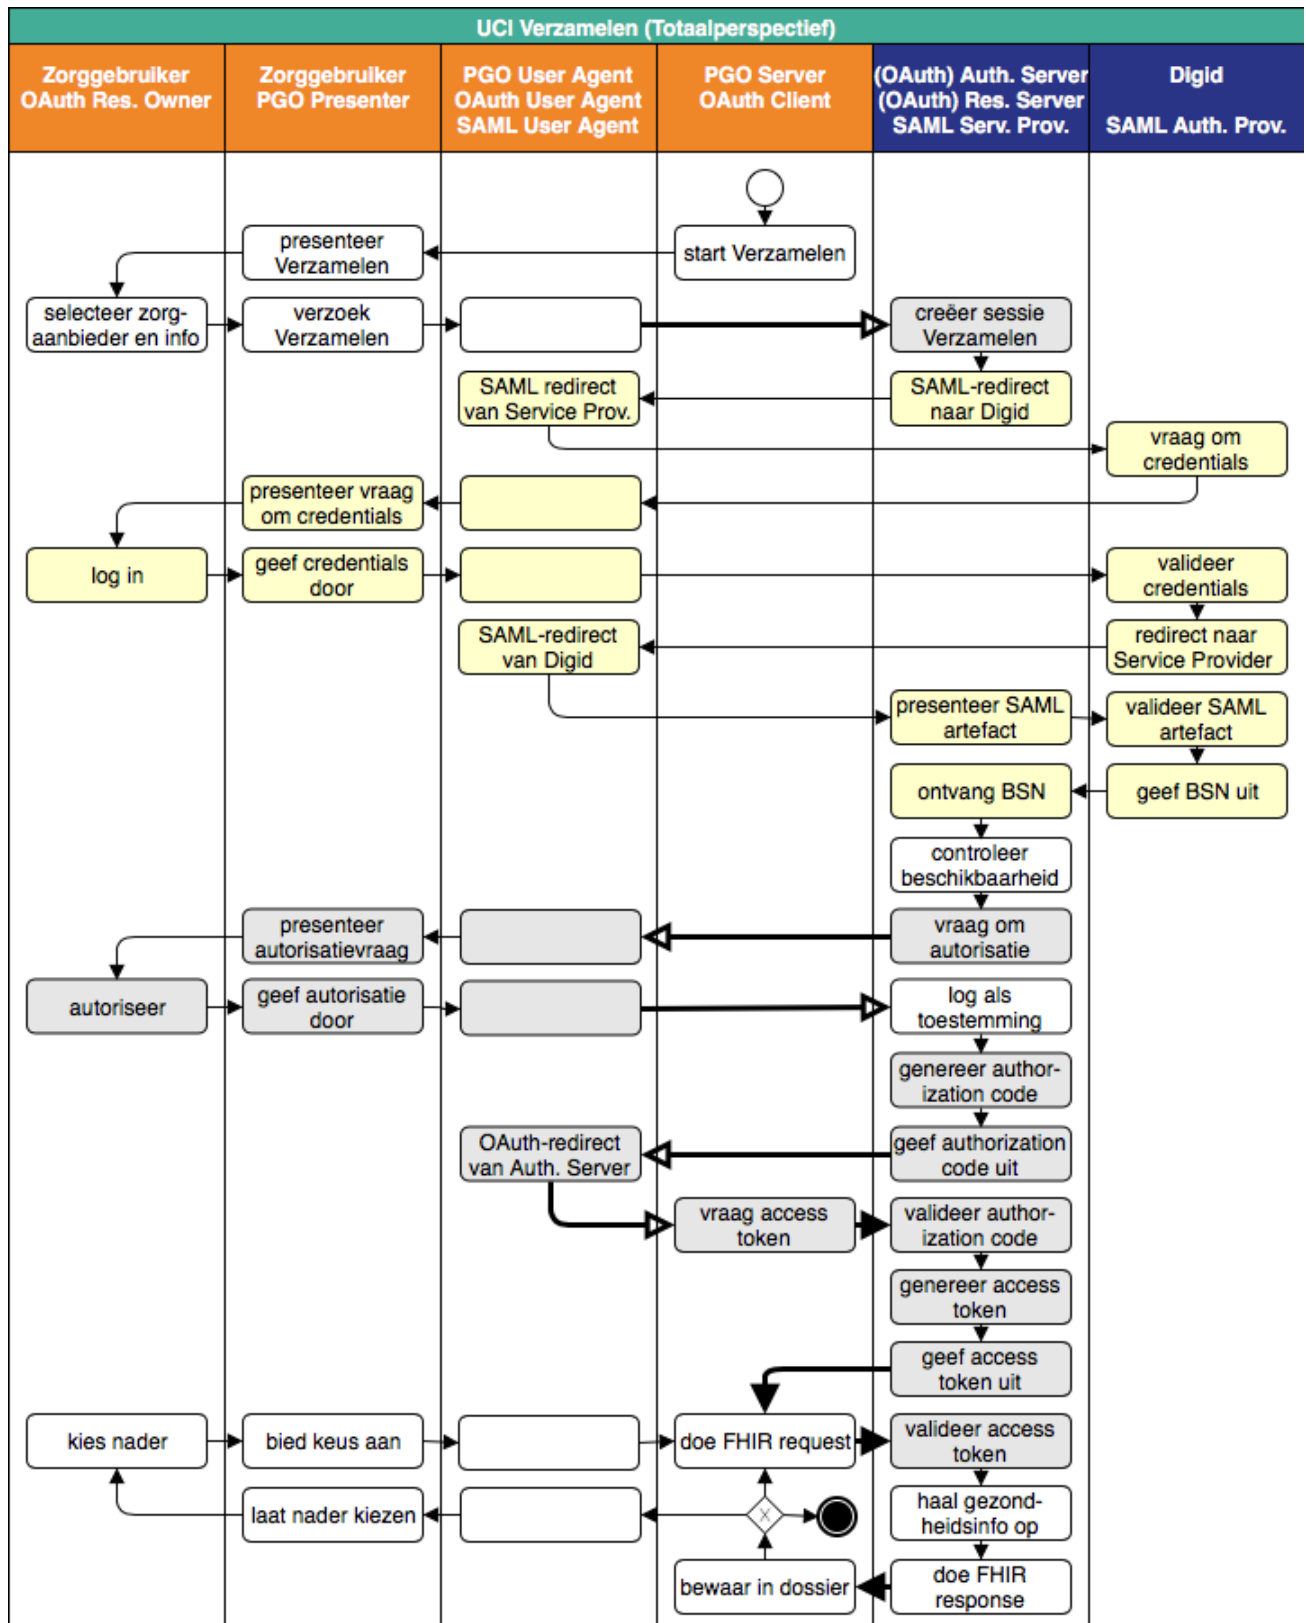 UCI Verzamelen (Totaalperspectief)
Zorggebruiker
OAuth Res. Owner
Zorggebruiker
PGO Presenter
PGO User Agent
OAuth User Agent
SAML User Agent
PGO Server
OAuth Client
(OAuth) Auth. Server
(OAuth) Res. Server
SAML Serv. Prov.
Digid
SAML Auth. Prov.
presenteer
Verzamelen
start Verzamelen
selecteer zorg-
aanbieder en info
verzoek
Verzamelen
creëer sessie
Verzamelen
SAML redirect
van Service Prov.
SAML-redirect
naar Digid
vraag om
credentials
presenteer vraag
om credentials
log in
geef credentials
door
valideer
credentials
SAML-redirect
van Digid
redirect naar
Service Provider
presenteer SAML
artefact
valideer SAML
artefact
ontvang BSN
geef BSN uit
controleer
beschikbaarheid
presenteer
autorisatievraag
vraag om
autorisatie
autoriseer
geef autorisatie
door
log als
toestemming
genereer author-
ization code
OAuth-redirect
van Auth. Server
geef authorization
code uit
vraag access
token
valideer author-
ization code
genereer access
token
geef access
token uit
kies nader
bied keus aan
doe FHIR request
valideer access
token
laat nader kiezen
X
haal gezond-
heidsinfo op
bewaar in dossier
doe FHIR
response